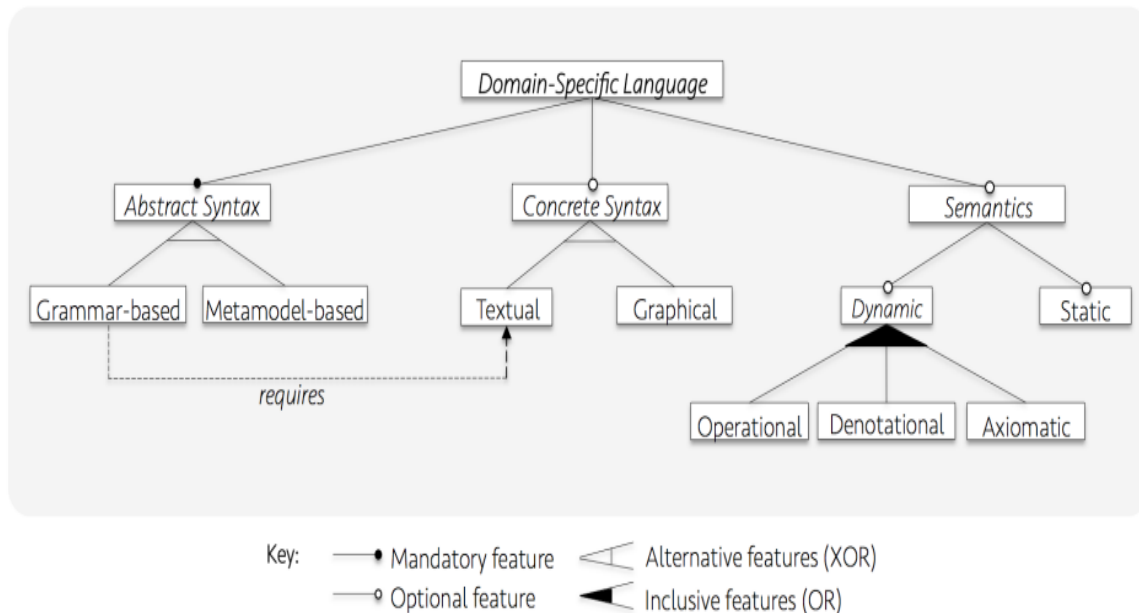 Domain-Specific Language
Abstract Syntax
Concrete Syntax
Semantics
Grammar-based
Metamodel-based
Textual
Graphical
Dynamic
Static
requires
Operational
Denotational
Axiomatic
Key:
Mandatory feature
Alternative features (XOR)
Optional feature
Inclusive features (OR)